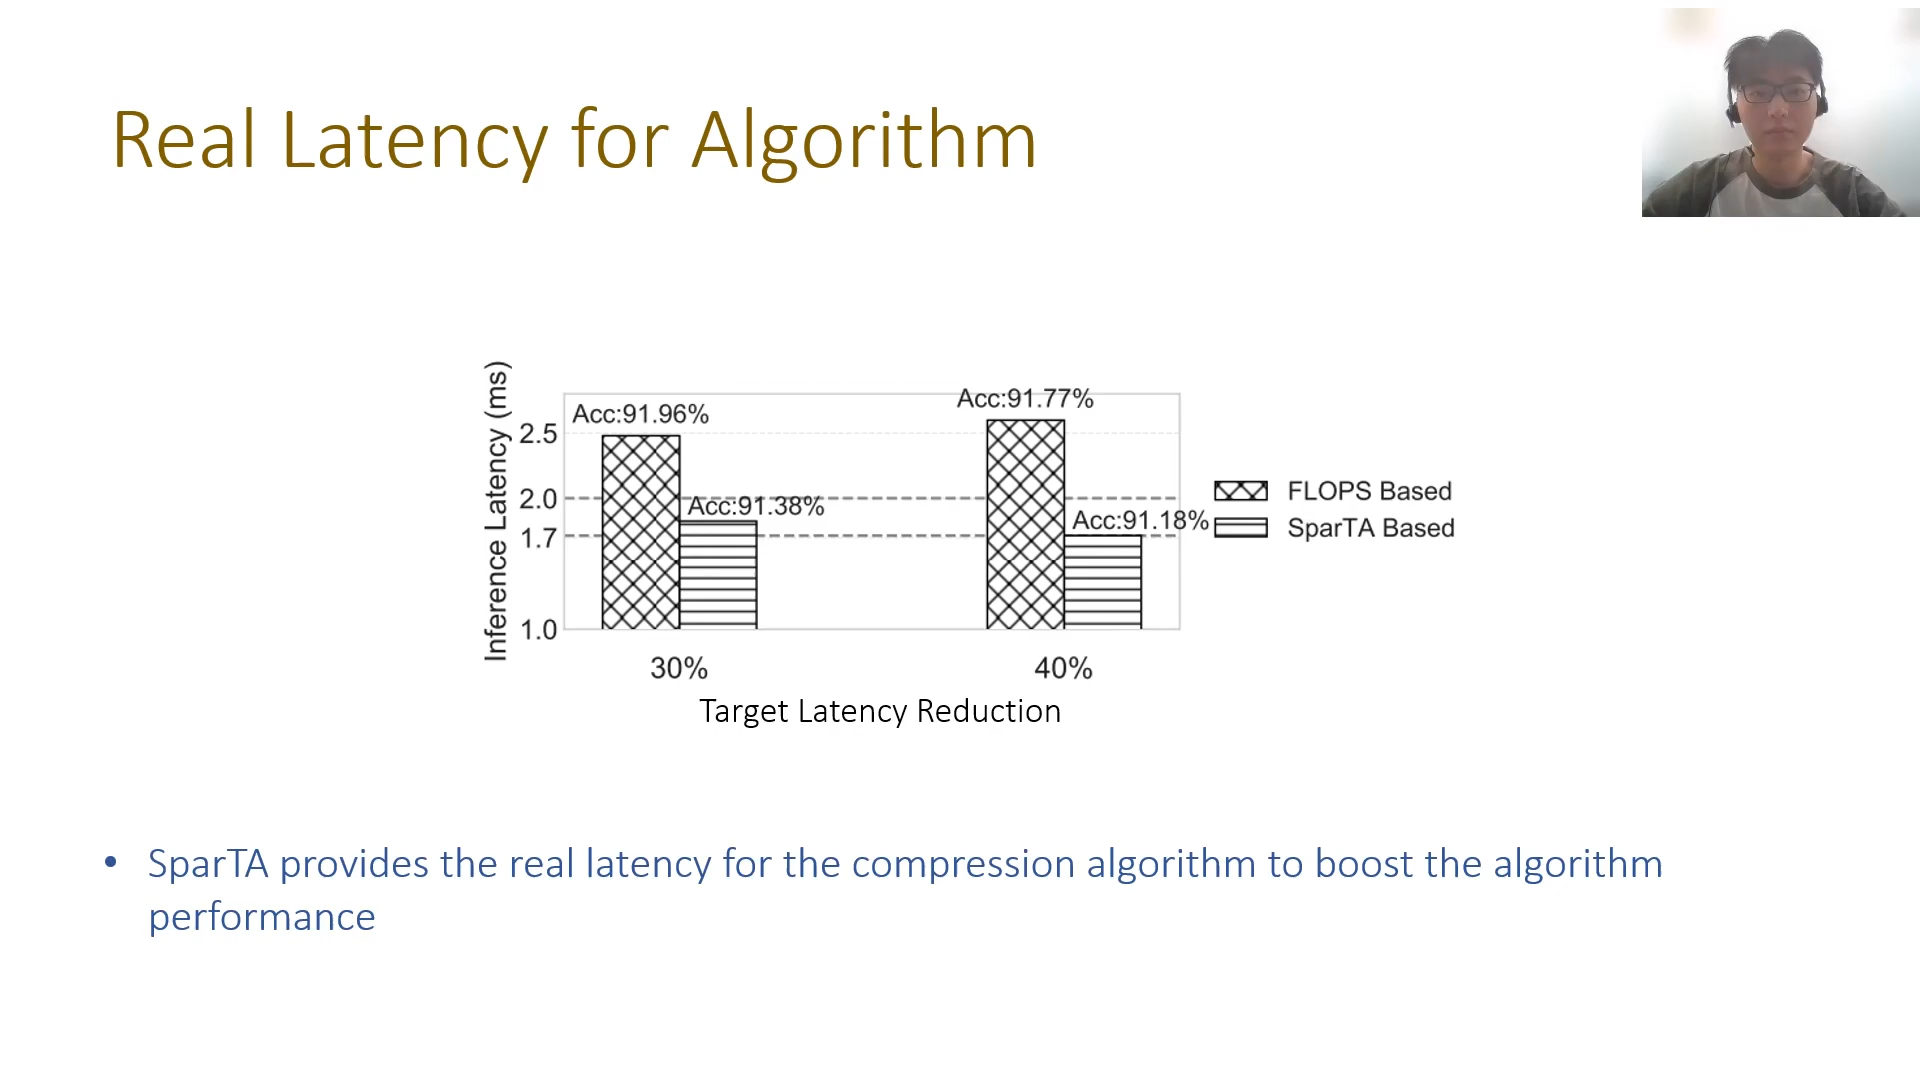 Real Latency for Algorithm
Inference Latency (ms)
2.5
2.0
1.7
1.0
Acc:91.96%
Acc:91.38%
Acc:91.77%
Acc:91.18%
30%
40%
Target Latency Reduction
FLOPS Based
SparTA Based
• SparTA provides the real latency for the compression algorithm to boost the algorithm
performance